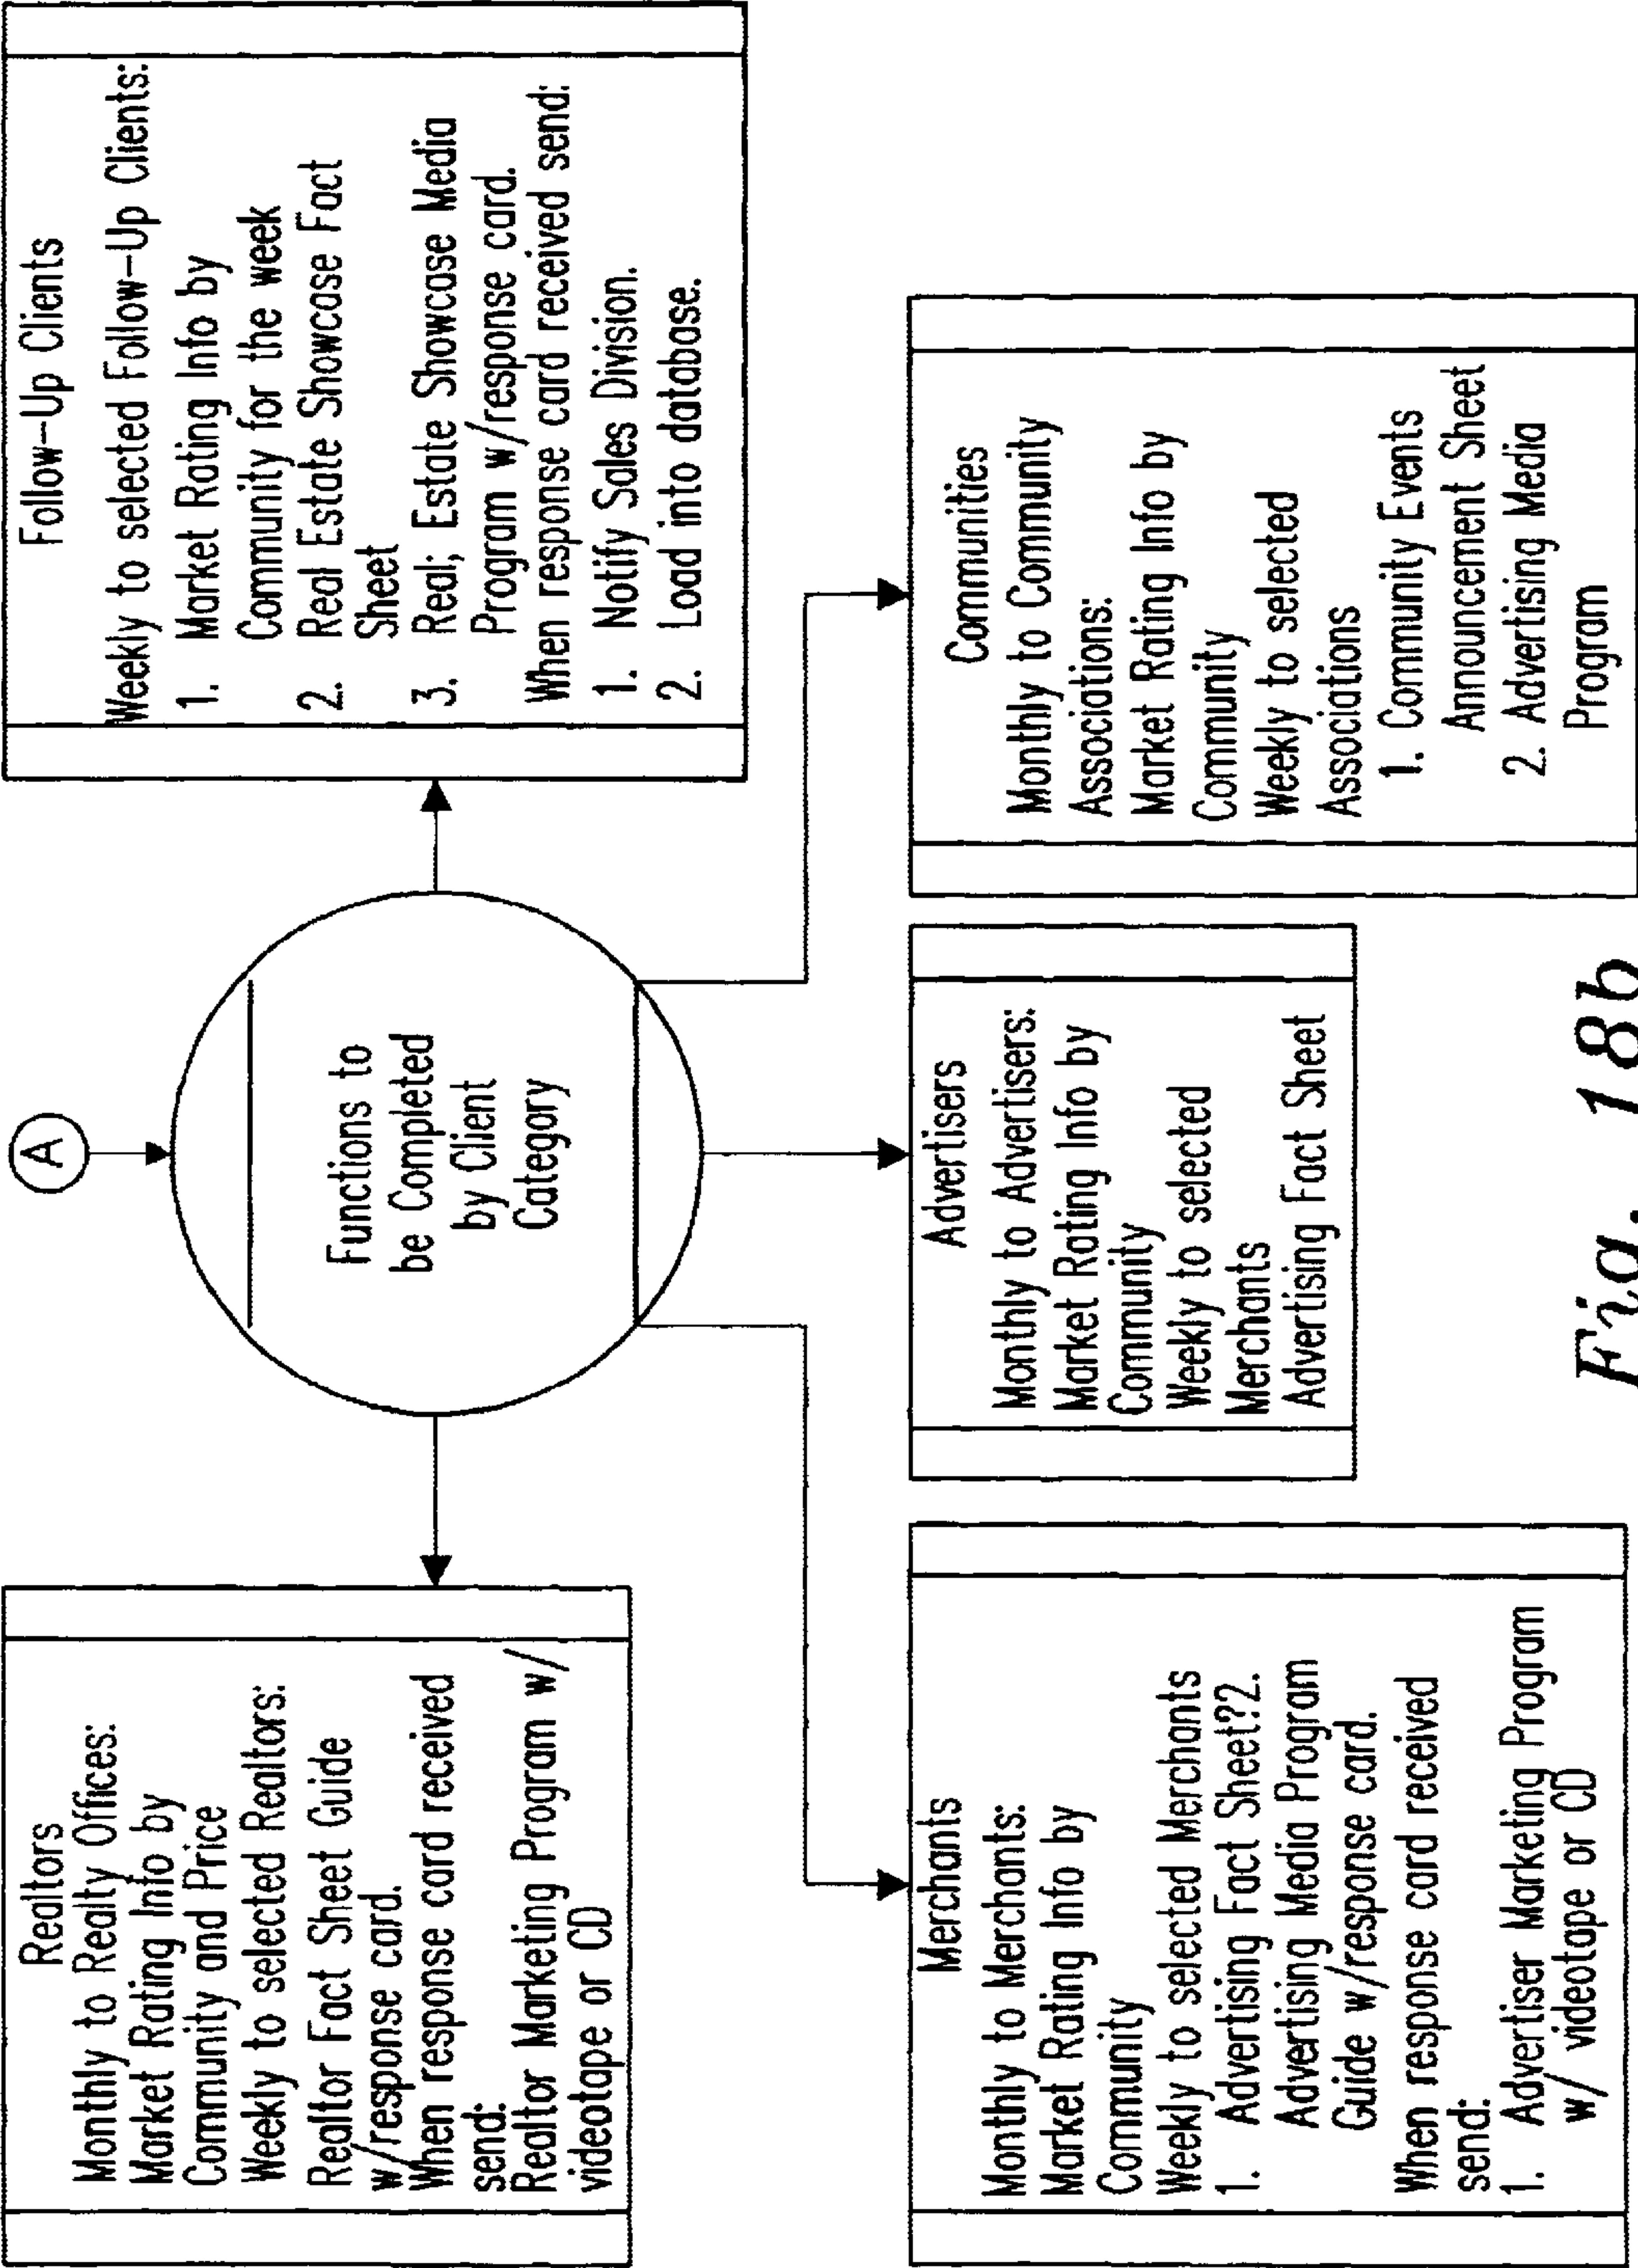 A
Functions to
be Completed
by Client
Category
Realtors
Monthly to Realty Offices:
Market Rating Info by
Community and Price
Weekly to selected Realtors:
Realtor Fact Sheet Guide
w/response card.
When response card received
send:
Realtor Marketing Program w/
videotape or CD
Follow-Up Clients
Weekly to selected Follow-Up Clients:
1. Market Rating Info by
Community for the week
2. Real Estate Showcase Fact
Sheet
3. Real; Estate Showcase Media
Program w/response card.
When response card received send:
1. Notify Sales Division.
2. Load into database.
Merchants
Monthly to Merchants:
Market Rating Info by
Community
Weekly to selected Merchants
1. Advertising Fact Sheet?2.
Advertising Media Program
Guide w/response card.
When response card received
send:
1. Advertiser Marketing Program
w/ videotape or CD
Advertisers
Monthly to Advertisers:
Market Rating Info by
Community
Weekly to selected
Merchants
Advertising Fact Sheet
Communities
Monthly to Community
Associations:
Market Rating Info by
Community
Weekly to selected
Associations
1. Community Events
Announcement Sheet
2. Advertising Media
Program
Fig. 18b